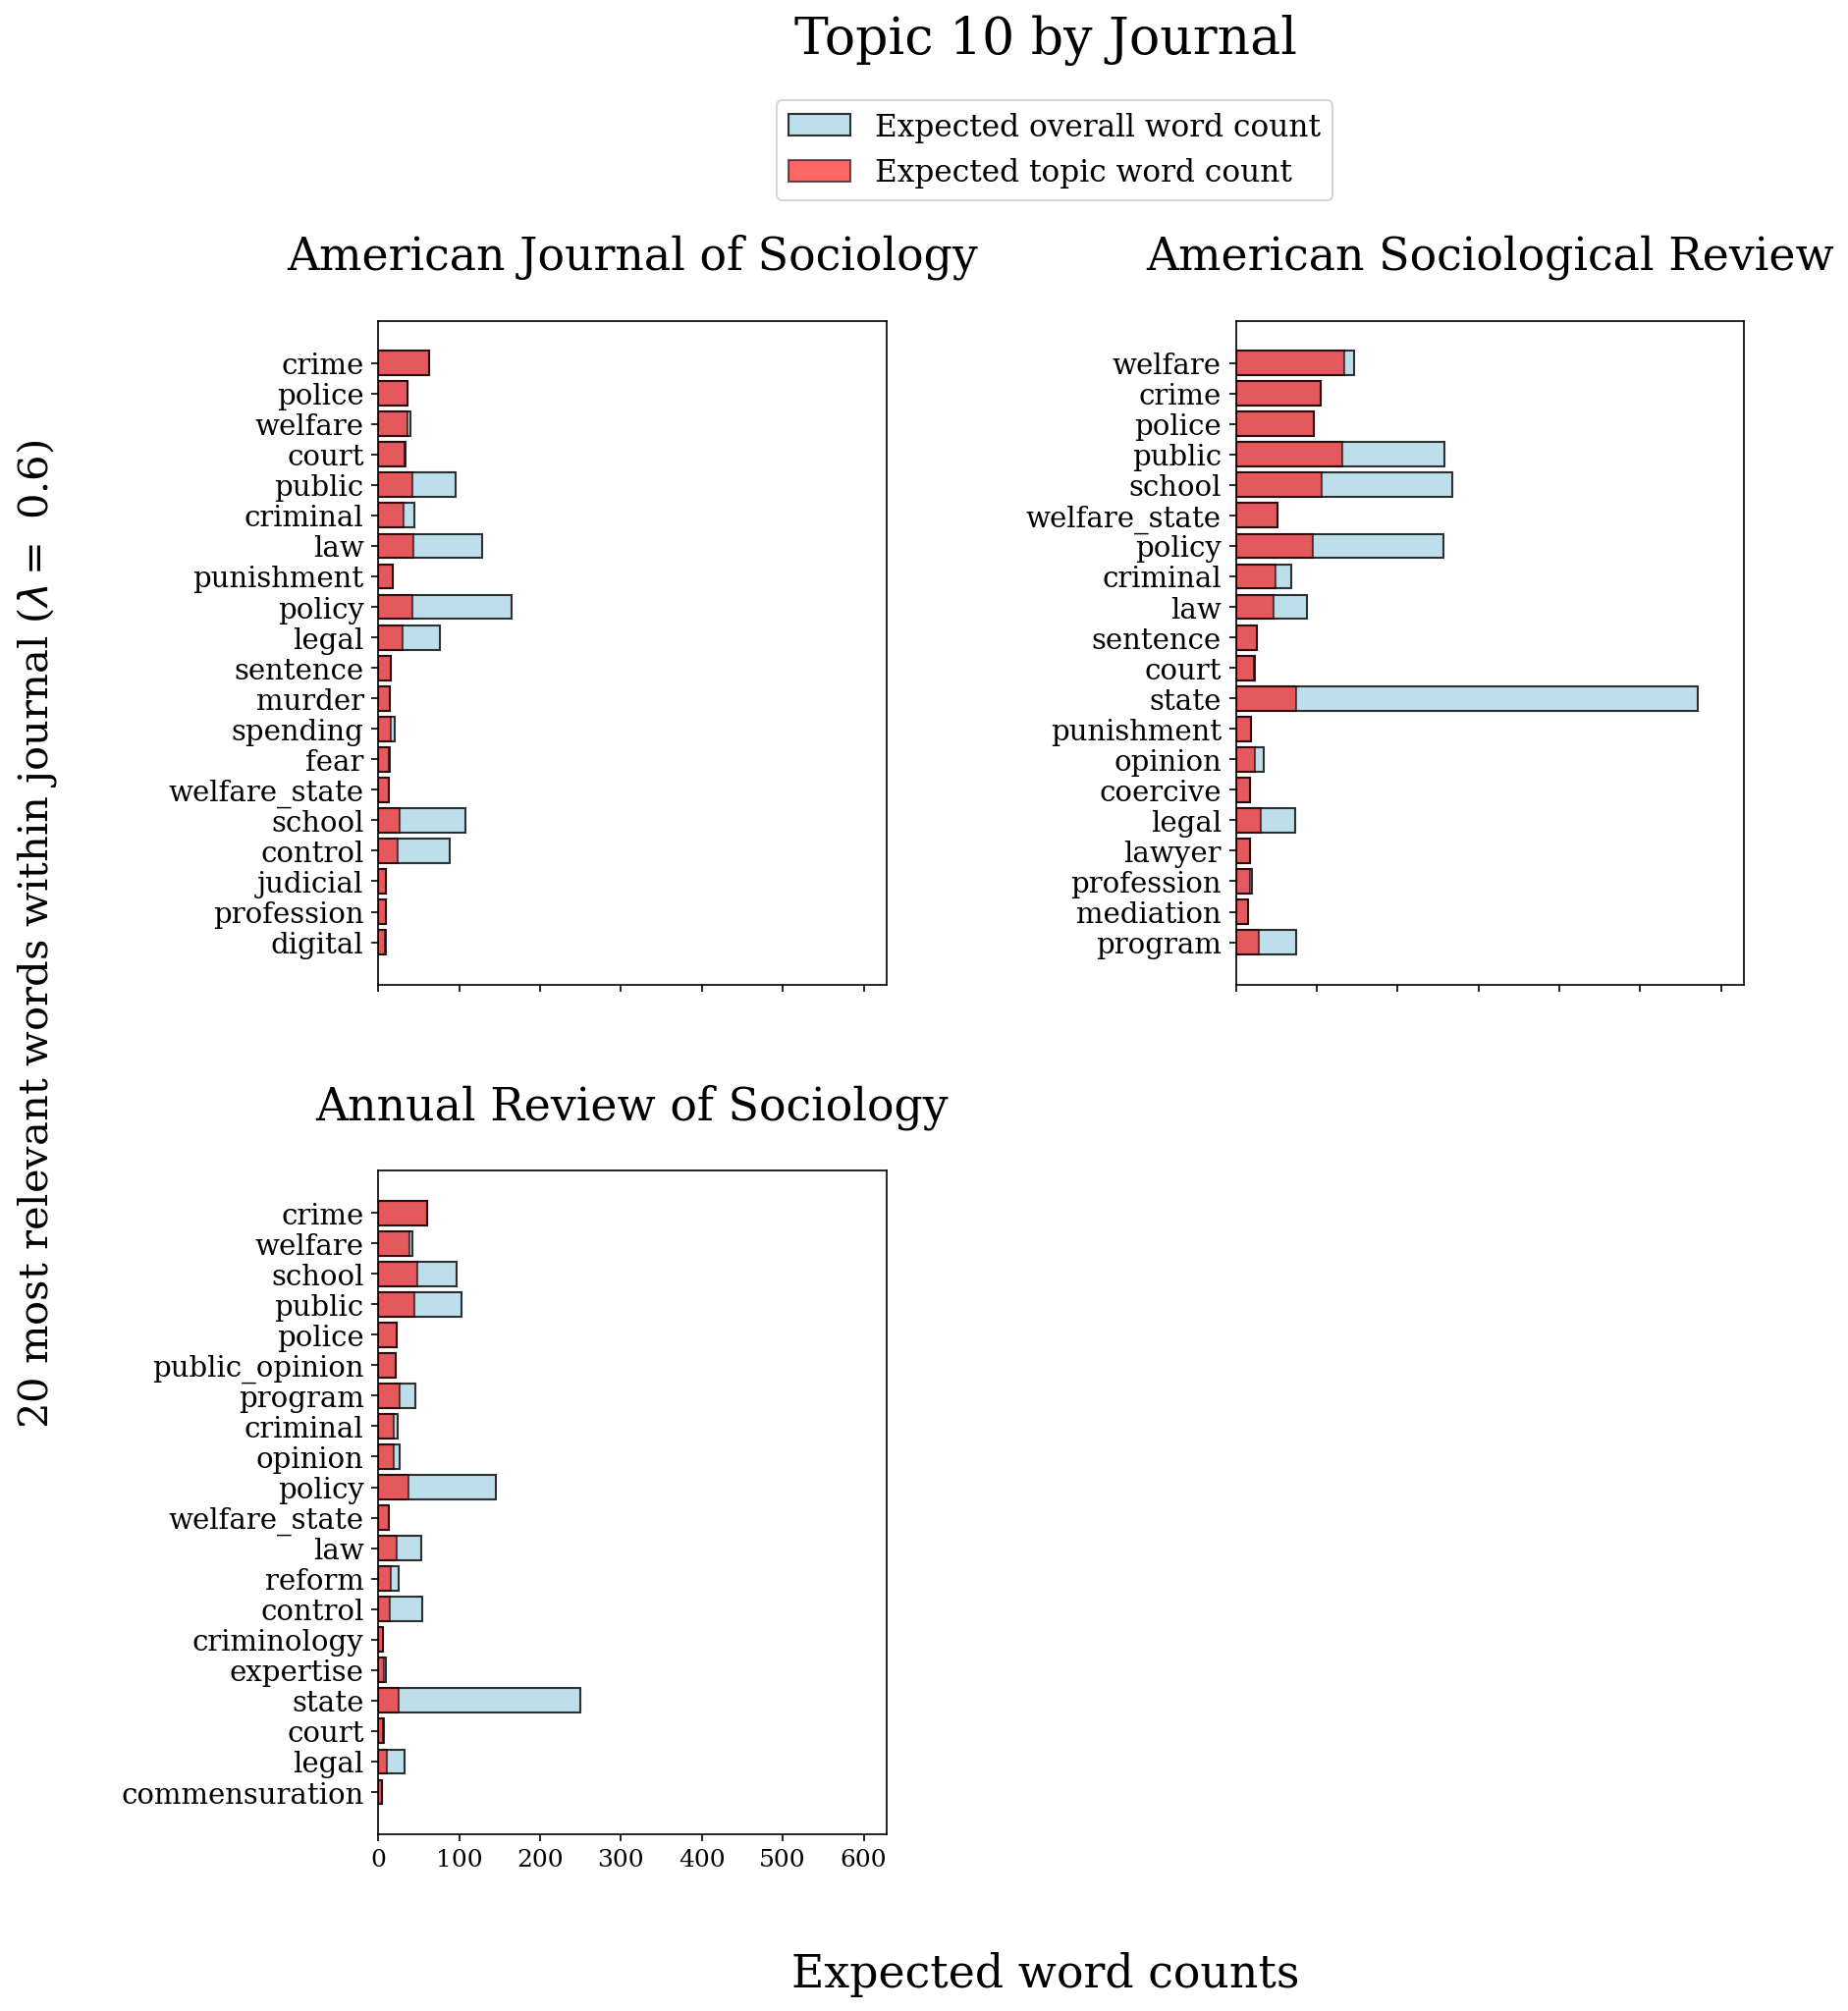 Topic 10 by Journal
Expected overall word count
Expected topic word count
20 most relevant words within journal (λ = 0.6)
American Journal of Sociology
crime
police
welfare
court
public
criminal
law
punishment
policy
legal
sentence
murder
spending
fear
welfare_state
school
control
judicial
profession
digital
American Sociological Review
welfare
crime
police
public
school
welfare_state
policy
criminal
law
sentence
court
state
punishment
opinion
coercive
legal
lawyer
profession
mediation
program
Annual Review of Sociology
crime
welfare
school
public
police
public_opinion
program
criminal
opinion
policy
welfare_state
law
reform
control
criminology
expertise
state
court
legal
commensuration
0 100 200 300 400 500 600
Expected word counts